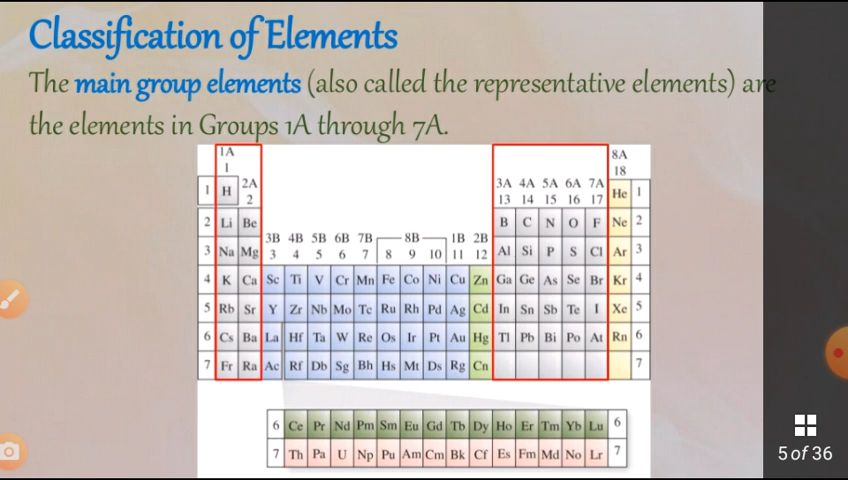 Classification of Elements
The main group elements (also called the representative elements) are
the elements in Groups 1A through 7A.
1A 8A
1 18
2A 3A 4A 5A 6A 7A
1 H He 1
2 13 14 15 16 17
2 Li Be B C N O F Ne 2
3B 4B 5B 6B 7B 8B 1B 2B
3 Na Mg 3 4 5 6 7 8 9 10 11 12 Al Si P S Cl Ar 3
4 K Ca Sc Ti V Cr Mn Fe Co Ni Cu Zn Ga Ge As Se Br Kr 4
5 Rb Sr Y Zr Nb Mo Tc Ru Rh Pd Ag Cd In Sn Sb Te I Xe 5
6 Cs Ba La Hf Ta W Re Os Ir Pt Au Hg Tl Pb Bi Po At Rn 6
7 Fr Ra Ac Rf Db Sg Bh Hs Mt Ds Rg Cn 7
6 Ce Pr Nd Pm Sm Eu Gd Tb Dy Ho Er Tm Yb Lu 6
7 Th Pa U Np Pu Am Cm Bk Cf Es Fm Md No Lr 7
5 of 36